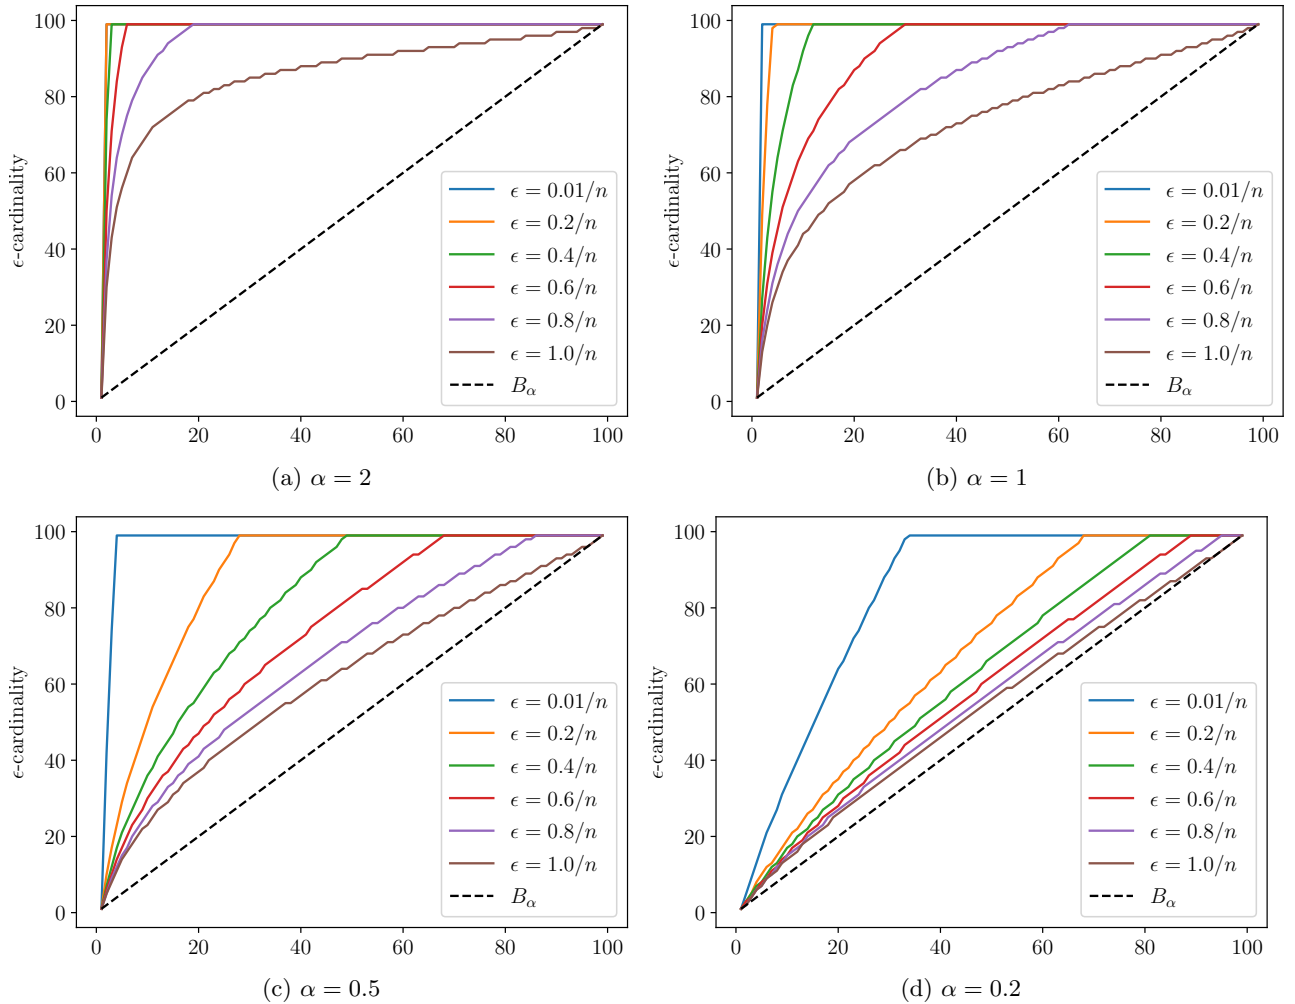 100
80
60
40
20
0
ϵ-cardinality
ϵ = 0.01/n
ϵ = 0.2/n
ϵ = 0.4/n
ϵ = 0.6/n
ϵ = 0.8/n
ϵ = 1.0/n
B_α
0 20 40 60 80 100
(a) α = 2
100
80
60
40
20
0
ϵ-cardinality
ϵ = 0.01/n
ϵ = 0.2/n
ϵ = 0.4/n
ϵ = 0.6/n
ϵ = 0.8/n
ϵ = 1.0/n
B_α
0 20 40 60 80 100
(b) α = 1
100
80
60
40
20
0
ϵ-cardinality
ϵ = 0.01/n
ϵ = 0.2/n
ϵ = 0.4/n
ϵ = 0.6/n
ϵ = 0.8/n
ϵ = 1.0/n
B_α
0 20 40 60 80 100
(c) α = 0.5
100
80
60
40
20
0
ϵ-cardinality
ϵ = 0.01/n
ϵ = 0.2/n
ϵ = 0.4/n
ϵ = 0.6/n
ϵ = 0.8/n
ϵ = 1.0/n
B_α
0 20 40 60 80 100
(d) α = 0.2